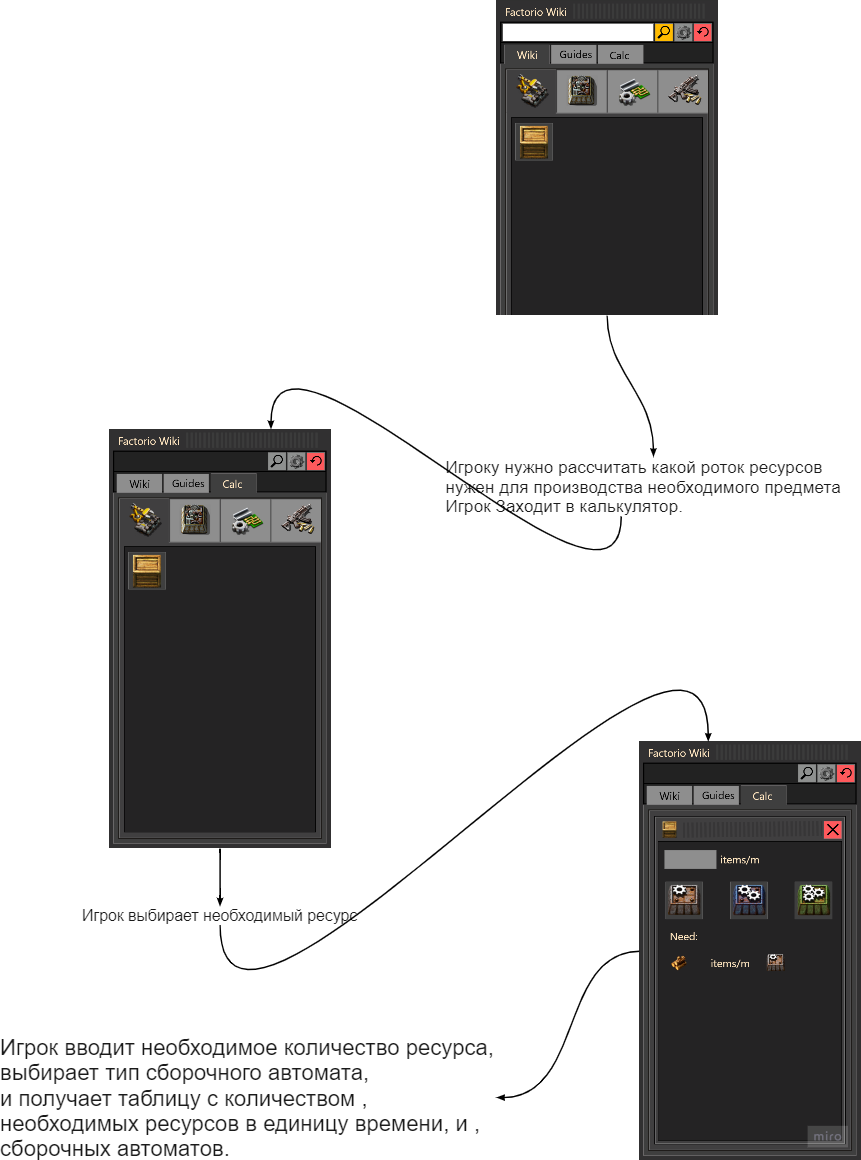 Factorio Wiki
Wiki Guides Calc
Игроку нужно рассчитать какой роток ресурсов
нужен для производства необходимого предмета
Игрок Заходит в калькулятор.
Factorio Wiki
Wiki Guides Calc
Игрок выбирает необходимый ресурс
Factorio Wiki
Wiki Guides Calc
items/m
Need:
items/m
Игрок вводит необходимое количество ресурса,
выбирает тип сборочного автомата,
и получает таблицу с количеством ,
необходимых ресурсов в единицу времени, и ,
сборочных автоматов.
miro